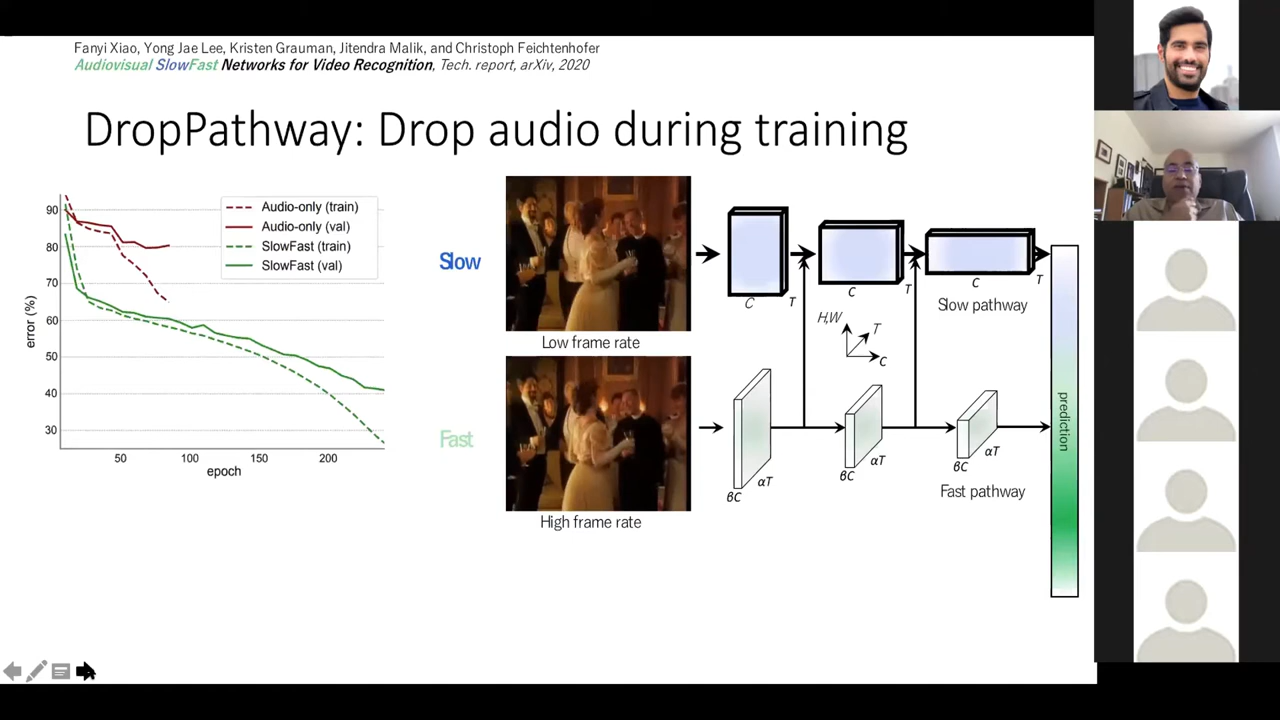 Fanyi Xiao, Yong Jae Lee, Kristen Grauman, Jitendra Malik, and Christoph Feichtenhofer
Audiovisual SlowFast Networks for Video Recognition, Tech. report, arXiv, 2020
DropPathway: Drop audio during training
90
80
70
60
50
40
30
error (%)
50
100
150
200
epoch
Audio-only (train)
Audio-only (val)
SlowFast (train)
SlowFast (val)
Slow
Low frame rate
C
T
C
T
C
T
Slow pathway
H,W
T
C
Fast
High frame rate
βC
αT
βC
αT
βC
αT
Fast pathway
prediction